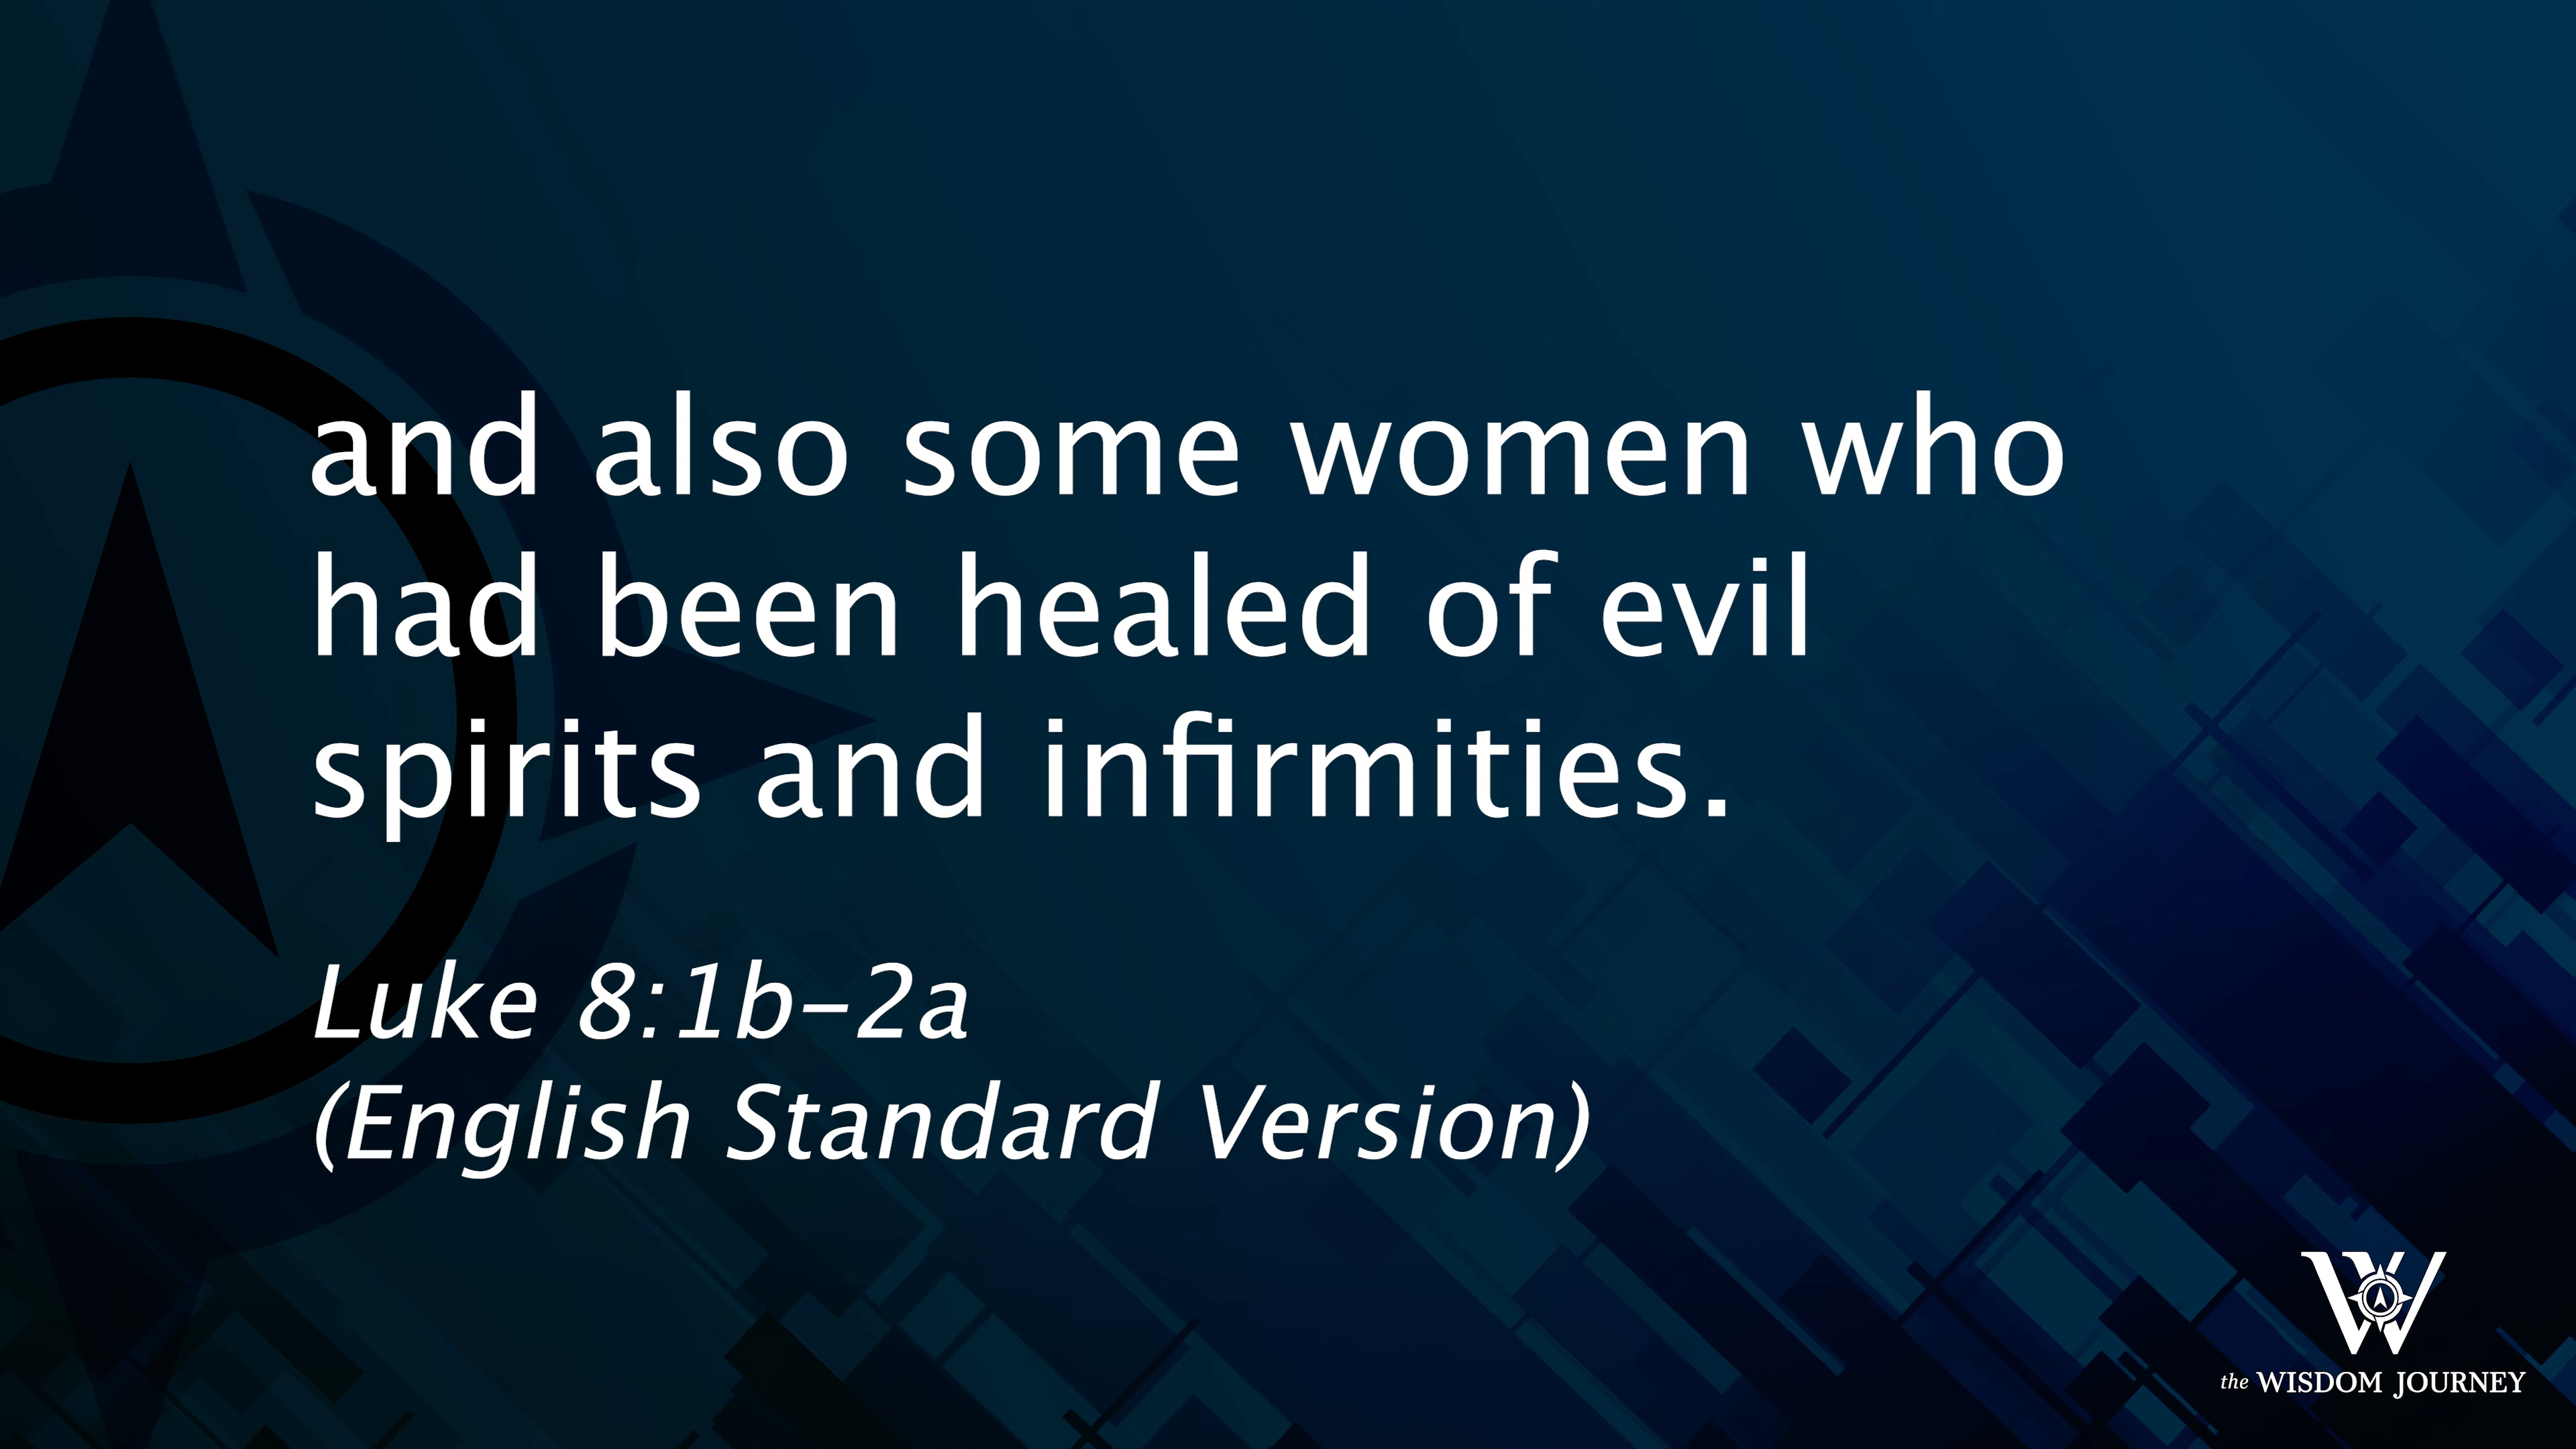 and also some women who
had been healed of evil
spirits and infirmities.
Luke 8:1b–2a
(English Standard Version)
W
the WISDOM JOURNEY